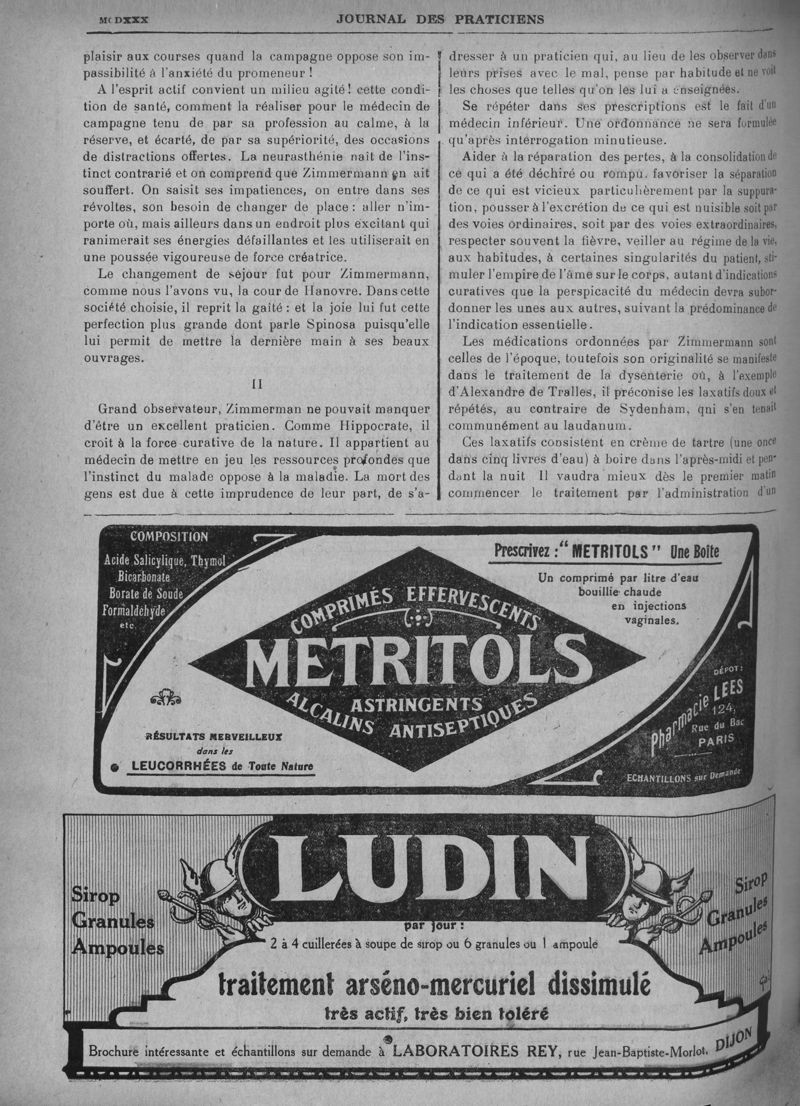 McDXXX
JOURNAL DES PRATICIENS
plaisir aux courses quand la campagne oppose son im-
passibilité à l'anxiété du promeneur !
A l'esprit actif convient un milieu agité ! cette condi-
tion de santé, comment la réaliser pour le médecin de
campagne tenu de par sa profession au calme, à la
réserve, et écarté, de par sa supériorité, des occasions
de distractions offertes. La neurasthénie naît de l'ins-
tinct contrarié et on comprend que Zimmermann en ait
souffert. On saisit ses impatiences, on entre dans ses
révoltes, son besoin de changer de place : aller n'im-
porte où, mais ailleurs dans un endroit plus excitant qui
ranimerait ses énergies défaillantes et les utiliserait en
une poussée vigoureuse de force créatrice.
Le changement de séjour fut pour Zimmermann,
comme nous l'avons vu, la cour de Hanovre. Dans cette
société choisie, il reprit la gaîté : et la joie lui fut cette
perfection plus grande dont parle Spinosa puisqu'elle
lui permit de mettre la dernière main à ses beaux
ouvrages.
II
Grand observateur, Zimmerman ne pouvait manquer
d'être un excellent praticien. Comme Hippocrate, il
croit à la force curative de la nature. Il appartient au
médecin de mettre en jeu les ressources profondes que
l'instinct du malade oppose à la maladie. La mort des
gens est due à cette imprudence de leur part, de s'a-
dresser à un praticien qui, au lieu de les observer dans
leurs prises avec le mal, pense par habitude et ne voit
les choses que telles qu'on les lui a enseignées.
Se répéter dans ses prescriptions est le fait d'un
médecin inférieur. Une ordonnance ne sera formulée
qu'après interrogation minutieuse.
Aider à la réparation des pertes, à la consolidation de
ce qui a été déchiré ou rompu. favoriser la séparation
de ce qui est vicieux particulièrement par la suppura-
tion, pousser à l'excrétion de ce qui est nuisible soit par
des voies ordinaires, soit par des voies extraordinaires,
respecter souvent la fièvre, veiller au régime de la vie,
aux habitudes, à certaines singularités du patient, sti-
muler l'empire de l'âme sur le corps, autant d'indications
curatives que la perspicacité du médecin devra subor-
donner les unes aux autres, suivant la prédominance de
l'indication essentielle.
Les médications ordonnées par Zimmermann sont
celles de l'époque, toutefois son originalité se manifeste
dans le traitement de la dysenterie où, à l'exemple
d'Alexandre de Tralles, il préconise les laxatifs doux et
répétés, au contraire de Sydenham, qui s'en tenait
communément au laudanum.
Ces laxatifs consistent en crème de tartre (une once
dans cinq livres d'eau) à boire dans l'après-midi et pen-
dant la nuit Il vaudra mieux dès le premier matin
commencer le traitement par l'administration d'un
COMPOSITION
Acide Salicylique, Thymol
Bicarbonate
Borate de Soude
Formaldéhyde
etc.
Prescrivez : "METRITOLS" Une Boîte
Un comprimé par litre d'eau
bouillie chaude
en injections
vaginales.
COMPRIMÉS EFFERVESCENTS
METRITOLS
ASTRINGENTS
ALCALINS ANTISEPTIQUES
RÉSULTATS MERVEILLEUX
dans les
LEUCORRHÉES de Toute Nature
DÉPOT :
Pharmacie LEES
124,
Rue du Bac
PARIS
ECHANTILLONS sur Demande
LUDIN
Sirop
Granules
Ampoules
Sirop
Granules
Ampoules
par jour :
2 à 4 cuillerées à soupe de sirop ou 6 granules ou 1 ampoule
traitement arséno-mercuriel dissimulé
très actif, très bien toléré
Brochure intéressante et échantillons sur demande à LABORATOIRES REY, rue Jean-Baptiste-Morlot, DIJON